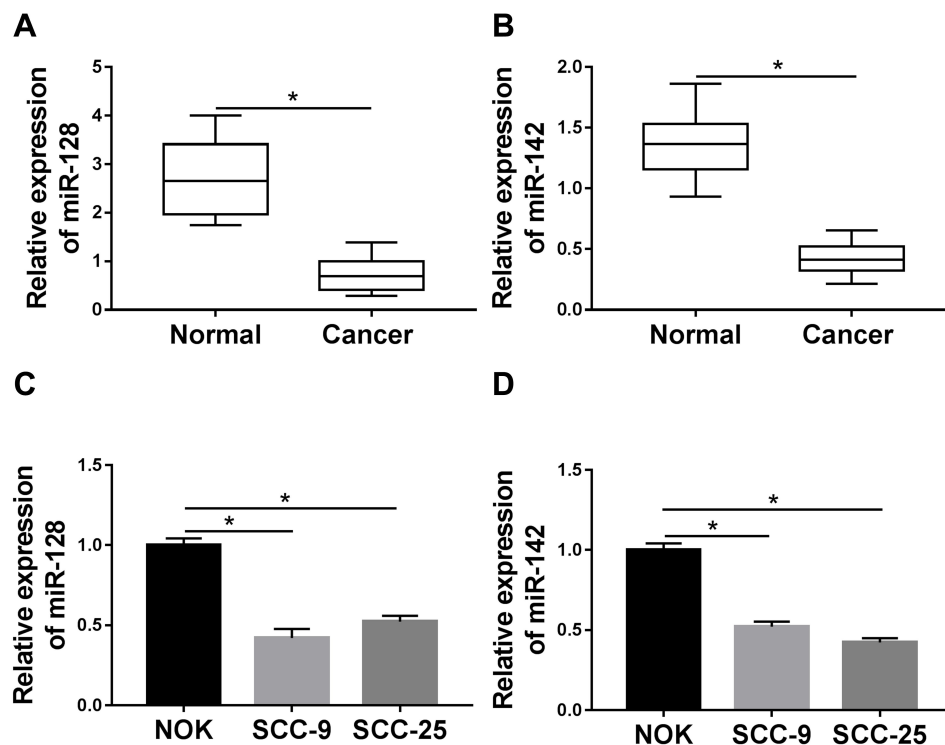 A
Relative expression
of miR-128
5
4
3
2
1
0
*
Normal
Cancer
B
Relative expression
of miR-142
2.0
1.5
1.0
0.5
0.0
*
Normal
Cancer
C
Relative expression
of miR-128
1.5
1.0
0.5
0.0
*
*
NOK
SCC-9
SCC-25
D
Relative expression
of miR-142
1.5
1.0
0.5
0.0
*
*
NOK
SCC-9
SCC-25